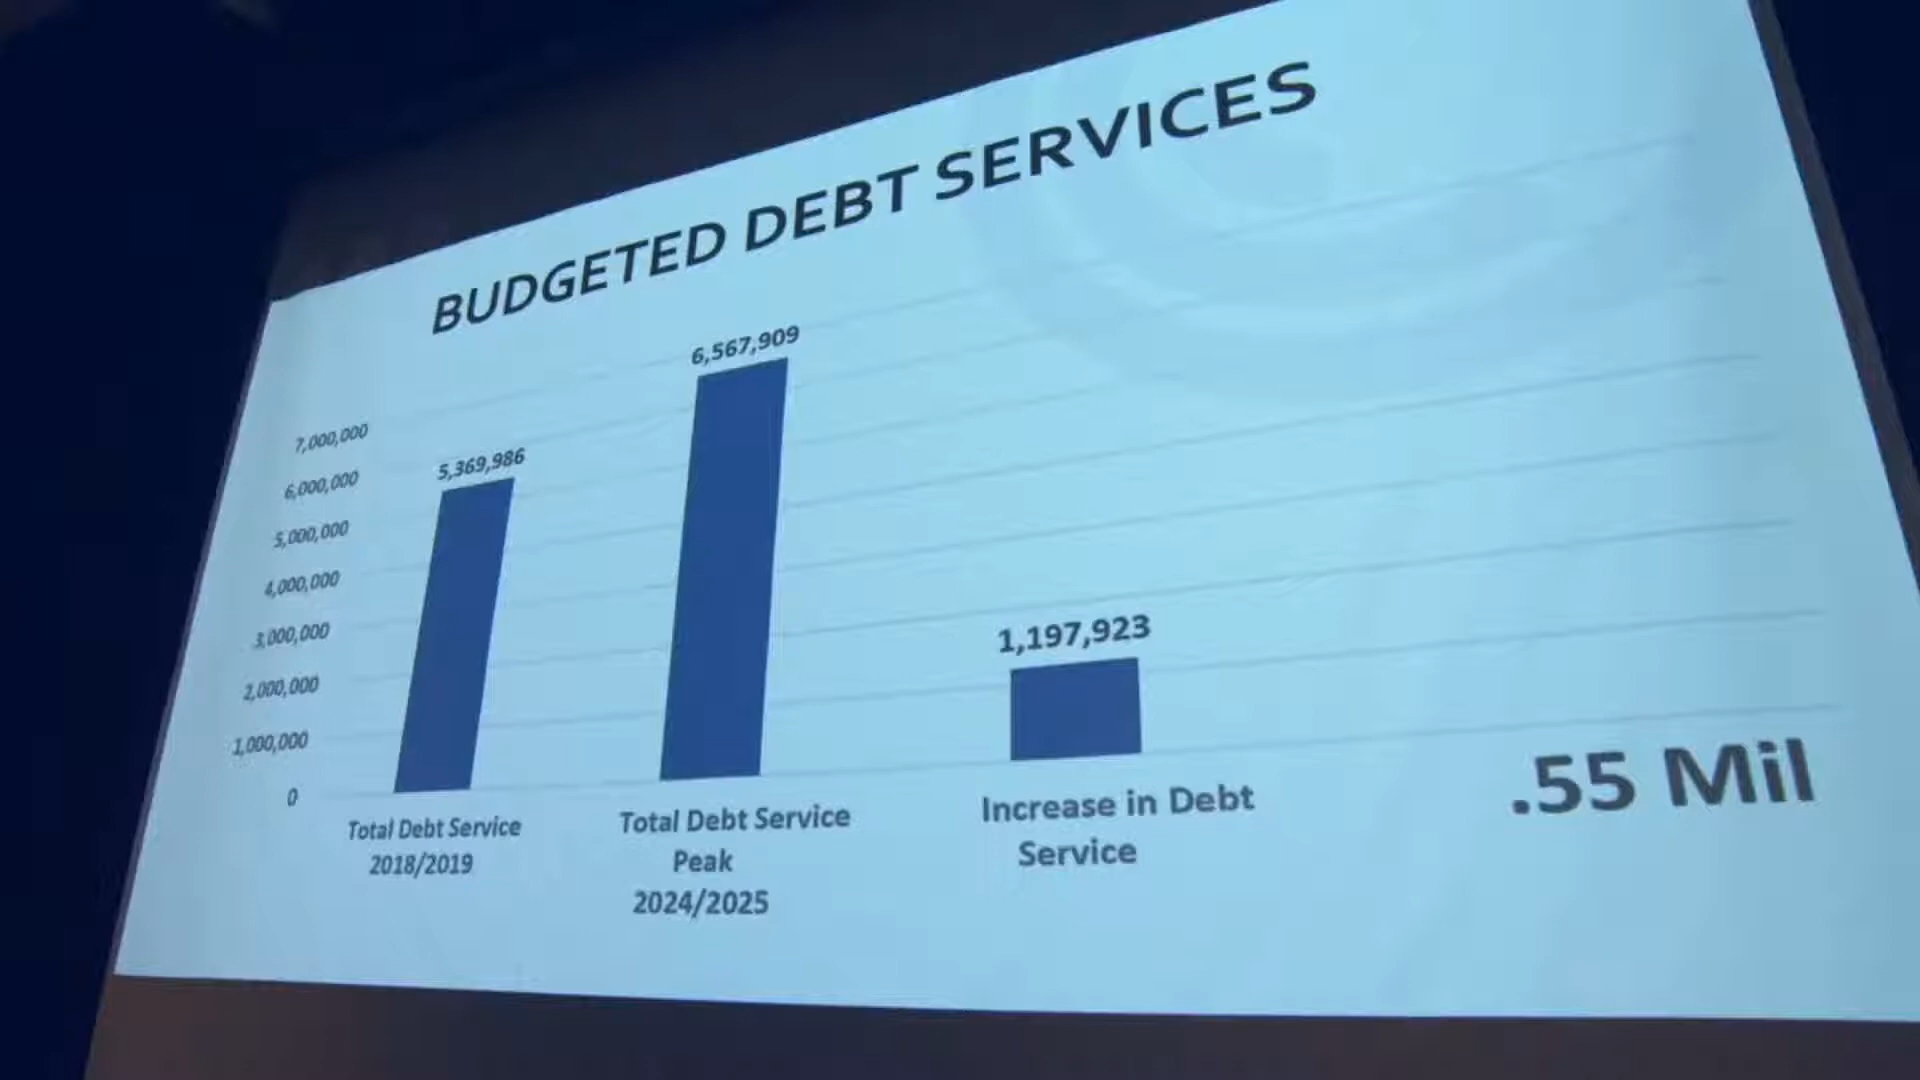 BUDGETED DEBT SERVICES
7,000,000
6,000,000
5,000,000
4,000,000
3,000,000
2,000,000
1,000,000
0
5,369,986
6,567,909
1,197,923
Total Debt Service
2018/2019
Total Debt Service
Peak
2024/2025
Increase in Debt
Service
.55 Mil